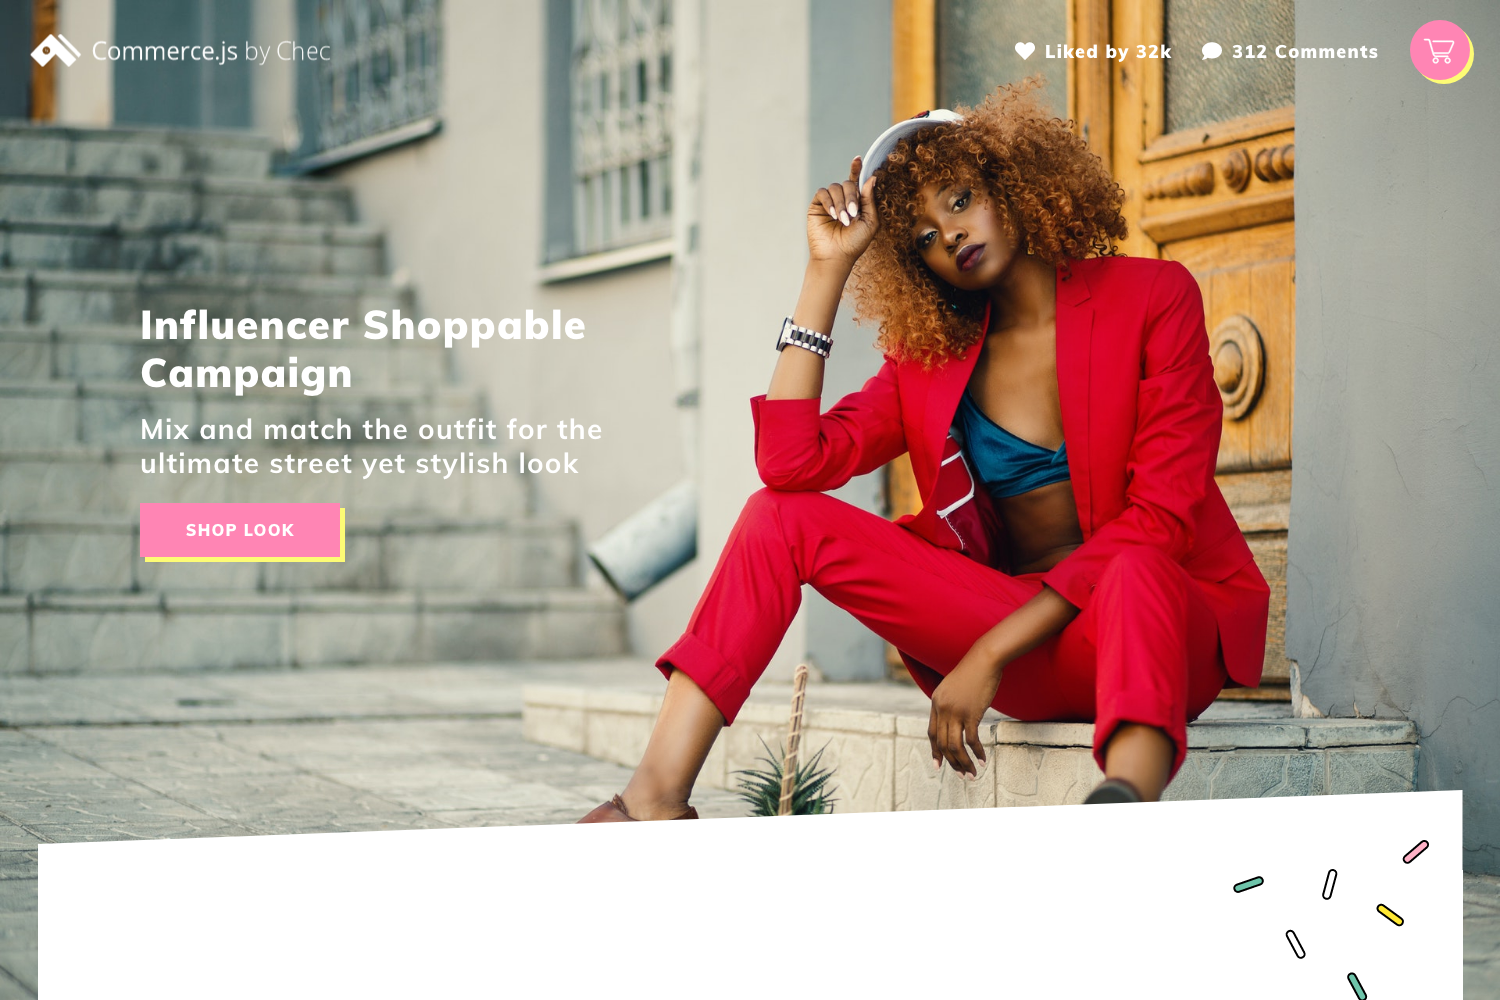 Commerce.js by Chec
Liked by 32k
312 Comments
Influencer Shoppable
Campaign
Mix and match the outfit for the
ultimate street yet stylish look
SHOP LOOK